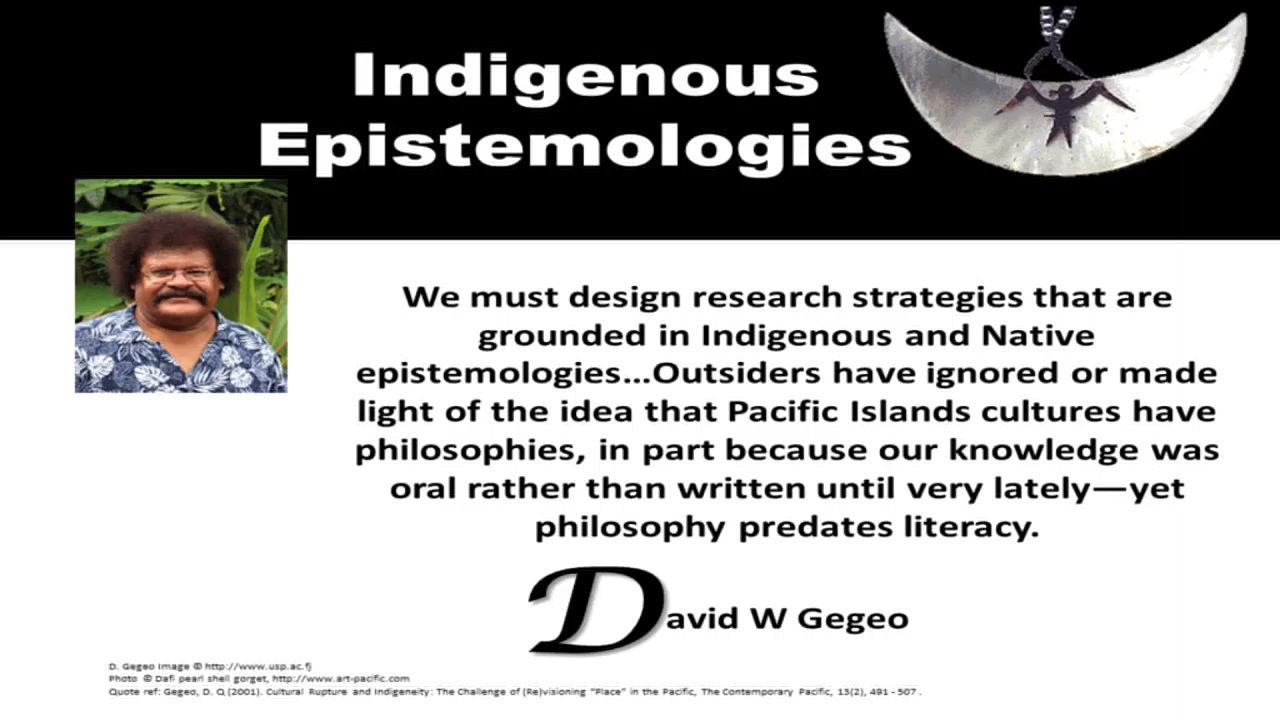 Indigenous
Epistemologies
We must design research strategies that are
grounded in Indigenous and Native
epistemologies...Outsiders have ignored or made
light of the idea that Pacific Islands cultures have
philosophies, in part because our knowledge was
oral rather than written until very lately—yet
philosophy predates literacy.
David W Gegeo
D. Gegeo Image © http://www.usp.ac.fj
Photo © Dafi pearl shell gorget, http://www.art-pacific.com
Quote ref: Gegeo, D. Q (2001). Cultural Rupture and Indigeneity: The Challenge of (Re)visioning "Place" in the Pacific, The Contemporary Pacific, 13(2), 491 - 507 .